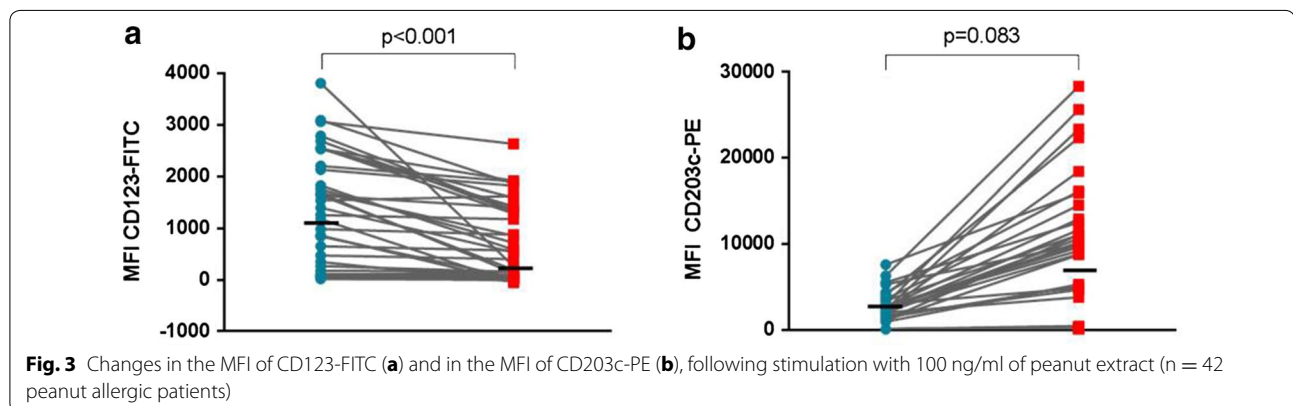 a
p<0.001
4000
3000
2000
1000
0
-1000
MFI CD123-FITC
b
p=0.083
30000
20000
10000
0
MFI CD203c-PE
Fig. 3 Changes in the MFI of CD123-FITC (a) and in the MFI of CD203c-PE (b), following stimulation with 100 ng/ml of peanut extract (n = 42
peanut allergic patients)